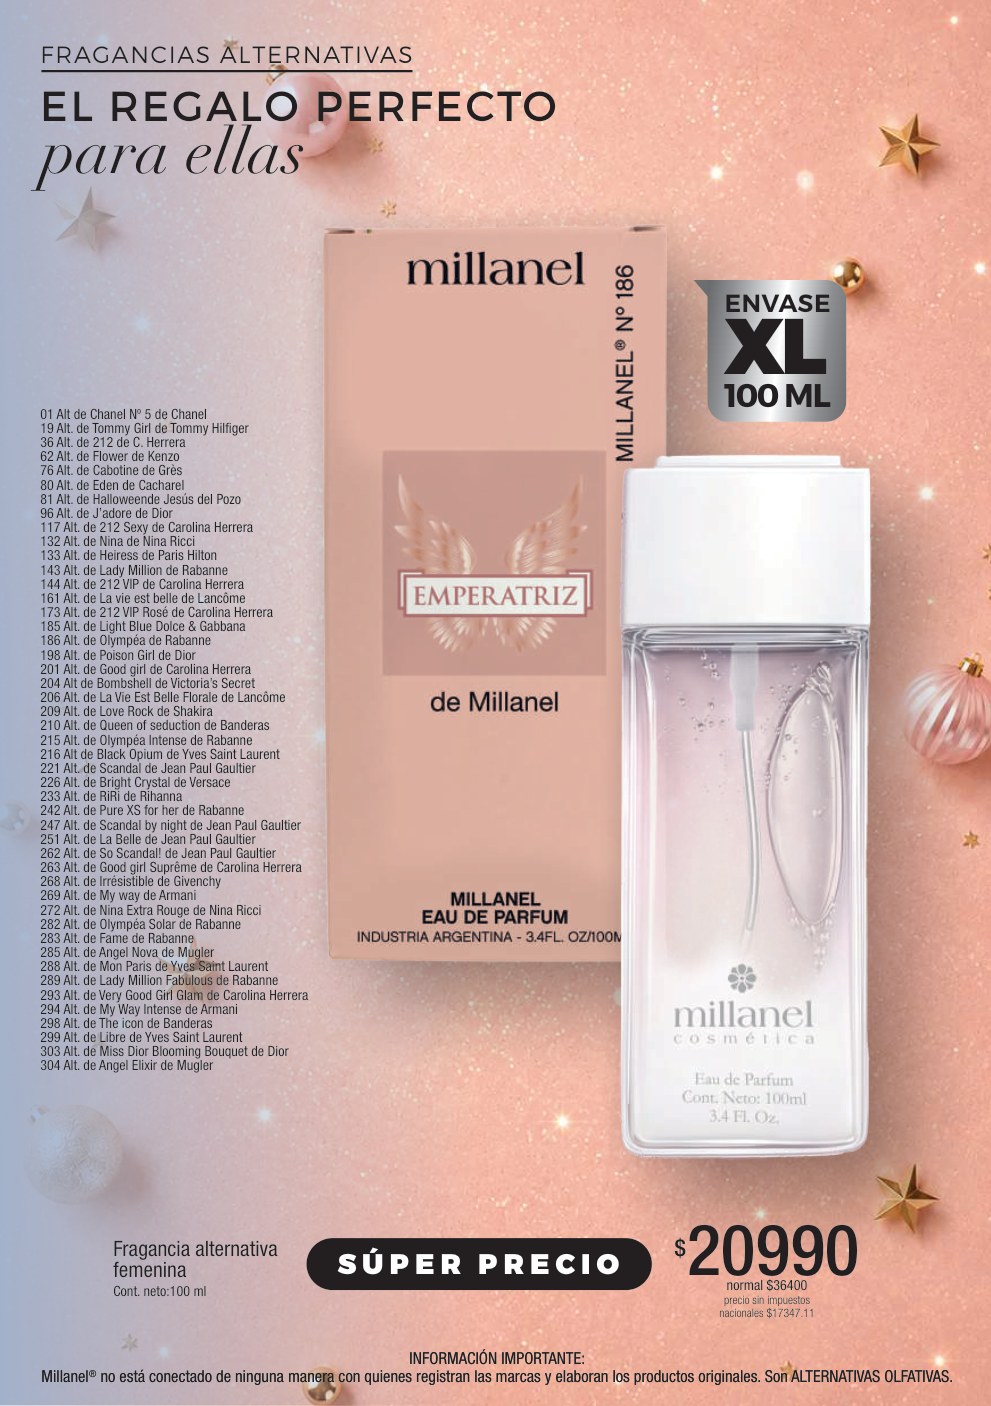 FRAGANCIAS ALTERNATIVAS
EL REGALO PERFECTO
para ellas
millanel
MILLANEL® Nº 186
ENVASE
XL
100 ML
EMPERATRIZ
de Millanel
MILLANEL
EAU DE PARFUM
INDUSTRIA ARGENTINA - 3.4FL. OZ/100M
millanel
cosmética
Eau de Parfum
Cont. Neto: 100ml
3.4 Fl. Oz.
01 Alt de Chanel Nº 5 de Chanel
19 Alt. de Tommy Girl de Tommy Hilfiger
36 Alt. de 212 de C. Herrera
62 Alt. de Flower de Kenzo
76 Alt. de Cabotine de Grès
80 Alt. de Eden de Cacharel
81 Alt. de Halloweende Jesús del Pozo
96 Alt. de J’adore de Dior
117 Alt. de 212 Sexy de Carolina Herrera
132 Alt. de Nina de Nina Ricci
133 Alt. de Heiress de Paris Hilton
143 Alt. de Lady Million de Rabanne
144 Alt. de 212 VIP de Carolina Herrera
161 Alt. de La vie est belle de Lancôme
173 Alt. de 212 VIP Rosé de Carolina Herrera
185 Alt. de Light Blue Dolce & Gabbana
186 Alt. de Olympéa de Rabanne
198 Alt. de Poison Girl de Dior
201 Alt. de Good girl de Carolina Herrera
204 Alt de Bombshell de Victoria’s Secret
206 Alt. de La Vie Est Belle Florale de Lancôme
209 Alt. de Love Rock de Shakira
210 Alt. de Queen of seduction de Banderas
215 Alt. de Olympéa Intense de Rabanne
216 Alt de Black Opium de Yves Saint Laurent
221 Alt. de Scandal de Jean Paul Gaultier
226 Alt. de Bright Crystal de Versace
233 Alt. de RiRi de Rihanna
242 Alt. de Pure XS for her de Rabanne
247 Alt. de Scandal by night de Jean Paul Gaultier
251 Alt. de La Belle de Jean Paul Gaultier
262 Alt. de So Scandal! de Jean Paul Gaultier
263 Alt. de Good girl Suprême de Carolina Herrera
268 Alt. de Irrésistible de Givenchy
269 Alt. de My way de Armani
272 Alt. de Nina Extra Rouge de Nina Ricci
282 Alt. de Olympéa Solar de Rabanne
283 Alt. de Fame de Rabanne
285 Alt. de Angel Nova de Mugler
288 Alt. de Mon Paris de Yves Saint Laurent
289 Alt. de Lady Million Fabulous de Rabanne
293 Alt. de Very Good Girl Glam de Carolina Herrera
294 Alt. de My Way Intense de Armani
298 Alt. de The icon de Banderas
299 Alt. de Libre de Yves Saint Laurent
303 Alt. de Miss Dior Blooming Bouquet de Dior
304 Alt. de Angel Elixir de Mugler
Fragancia alternativa
femenina
Cont. neto:100 ml
SÚPER PRECIO
$20990
normal $36400
precio sin impuestos
nacionales $17347.11
INFORMACIÓN IMPORTANTE:
Millanel® no está conectado de ninguna manera con quienes registran las marcas y elaboran los productos originales. Son ALTERNATIVAS OLFATIVAS.